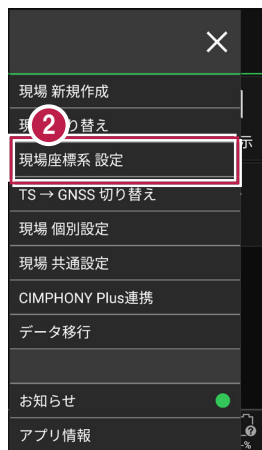 現場 新規作成
現 2 り替え
現場座標系 設定
TS → GNSS 切り替え
現場 個別設定
現場 共通設定
CIMPHONY Plus連携
データ移行
お知らせ
アプリ情報
示
-%